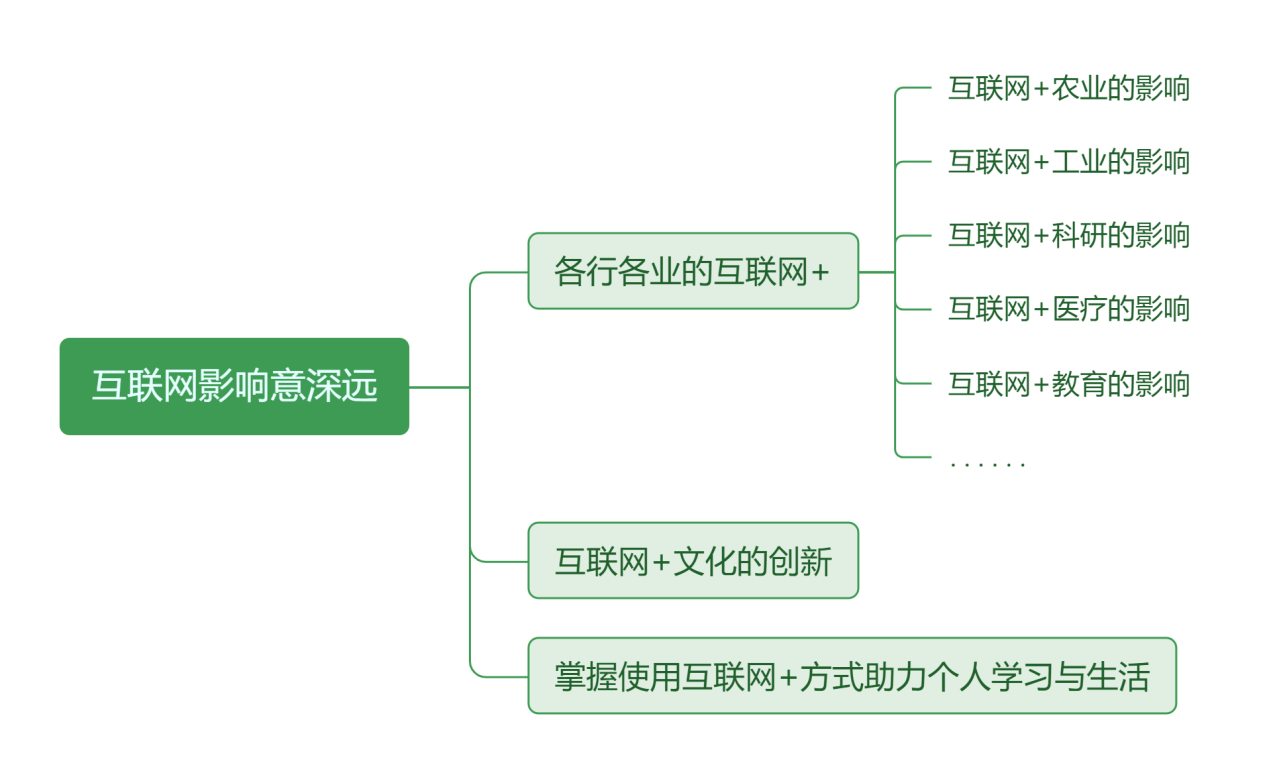 互联网影响意深远
各行各业的互联网+
互联网+农业的影响
互联网+工业的影响
互联网+科研的影响
互联网+医疗的影响
互联网+教育的影响
......
互联网+文化的创新
掌握使用互联网+方式助力个人学习与生活